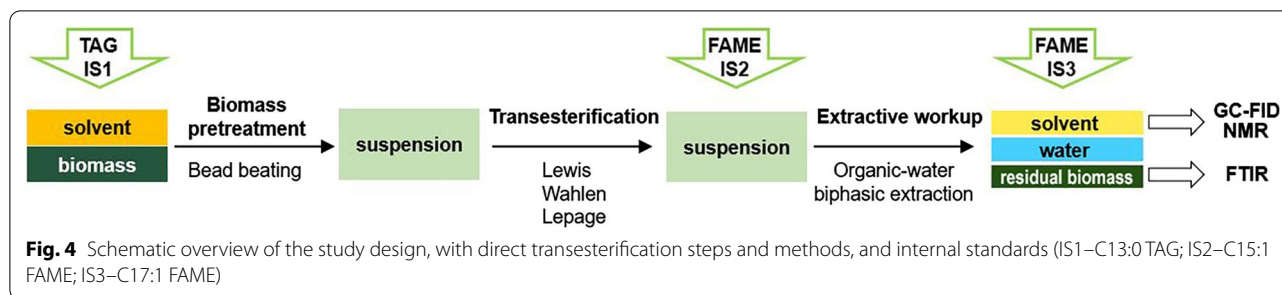 TAG
IS1
FAME
IS2
FAME
IS3
solvent
biomass
Biomass
pretreatment
Bead beating
suspension
Transesterification
Lewis
Wahlen
Lepage
suspension
Extractive workup
Organic-water
biphasic extraction
solvent
water
residual biomass
GC-FID
NMR
FTIR
Fig. 4 Schematic overview of the study design, with direct transesterification steps and methods, and internal standards (IS1–C13:0 TAG; IS2–C15:1
FAME; IS3–C17:1 FAME)